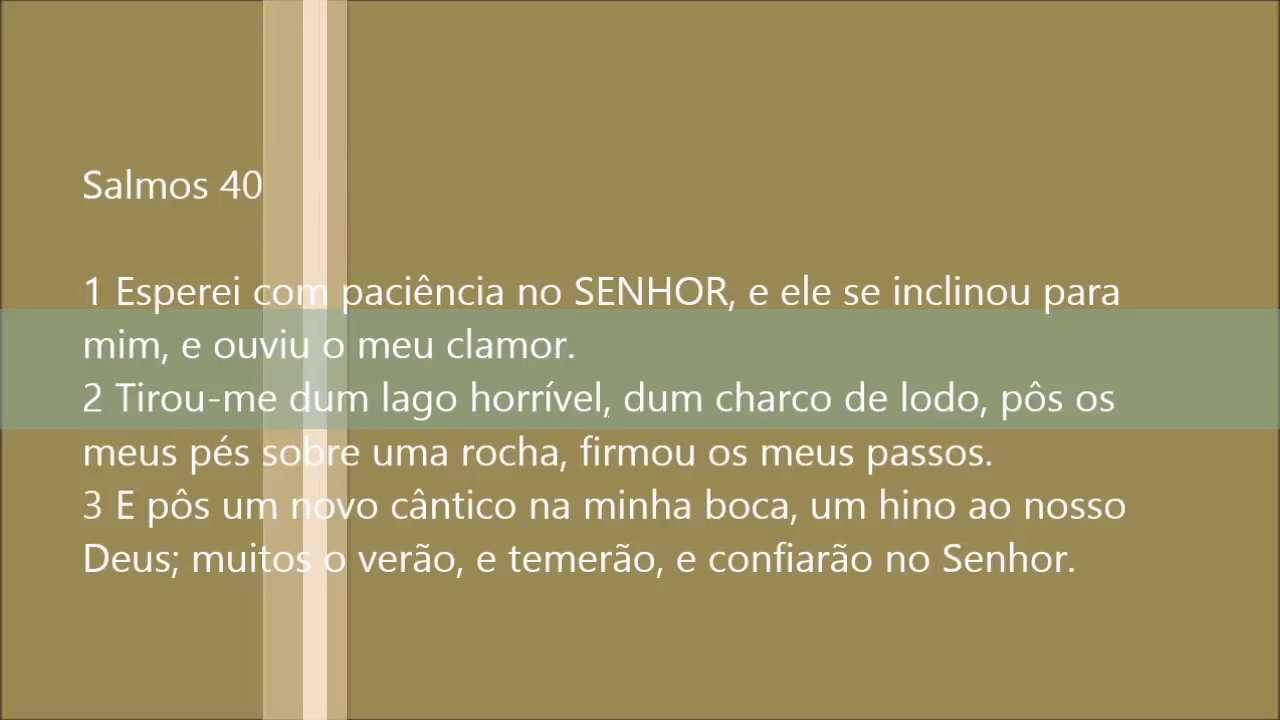 Salmos 40
1 Esperei com paciência no SENHOR, e ele se inclinou para
mim, e ouviu o meu clamor.
2 Tirou-me dum lago horrível, dum charco de lodo, pôs os
meus pés sobre uma rocha, firmou os meus passos.
3 E pôs um novo cântico na minha boca, um hino ao nosso
Deus; muitos o verão, e temerão, e confiarão no Senhor.